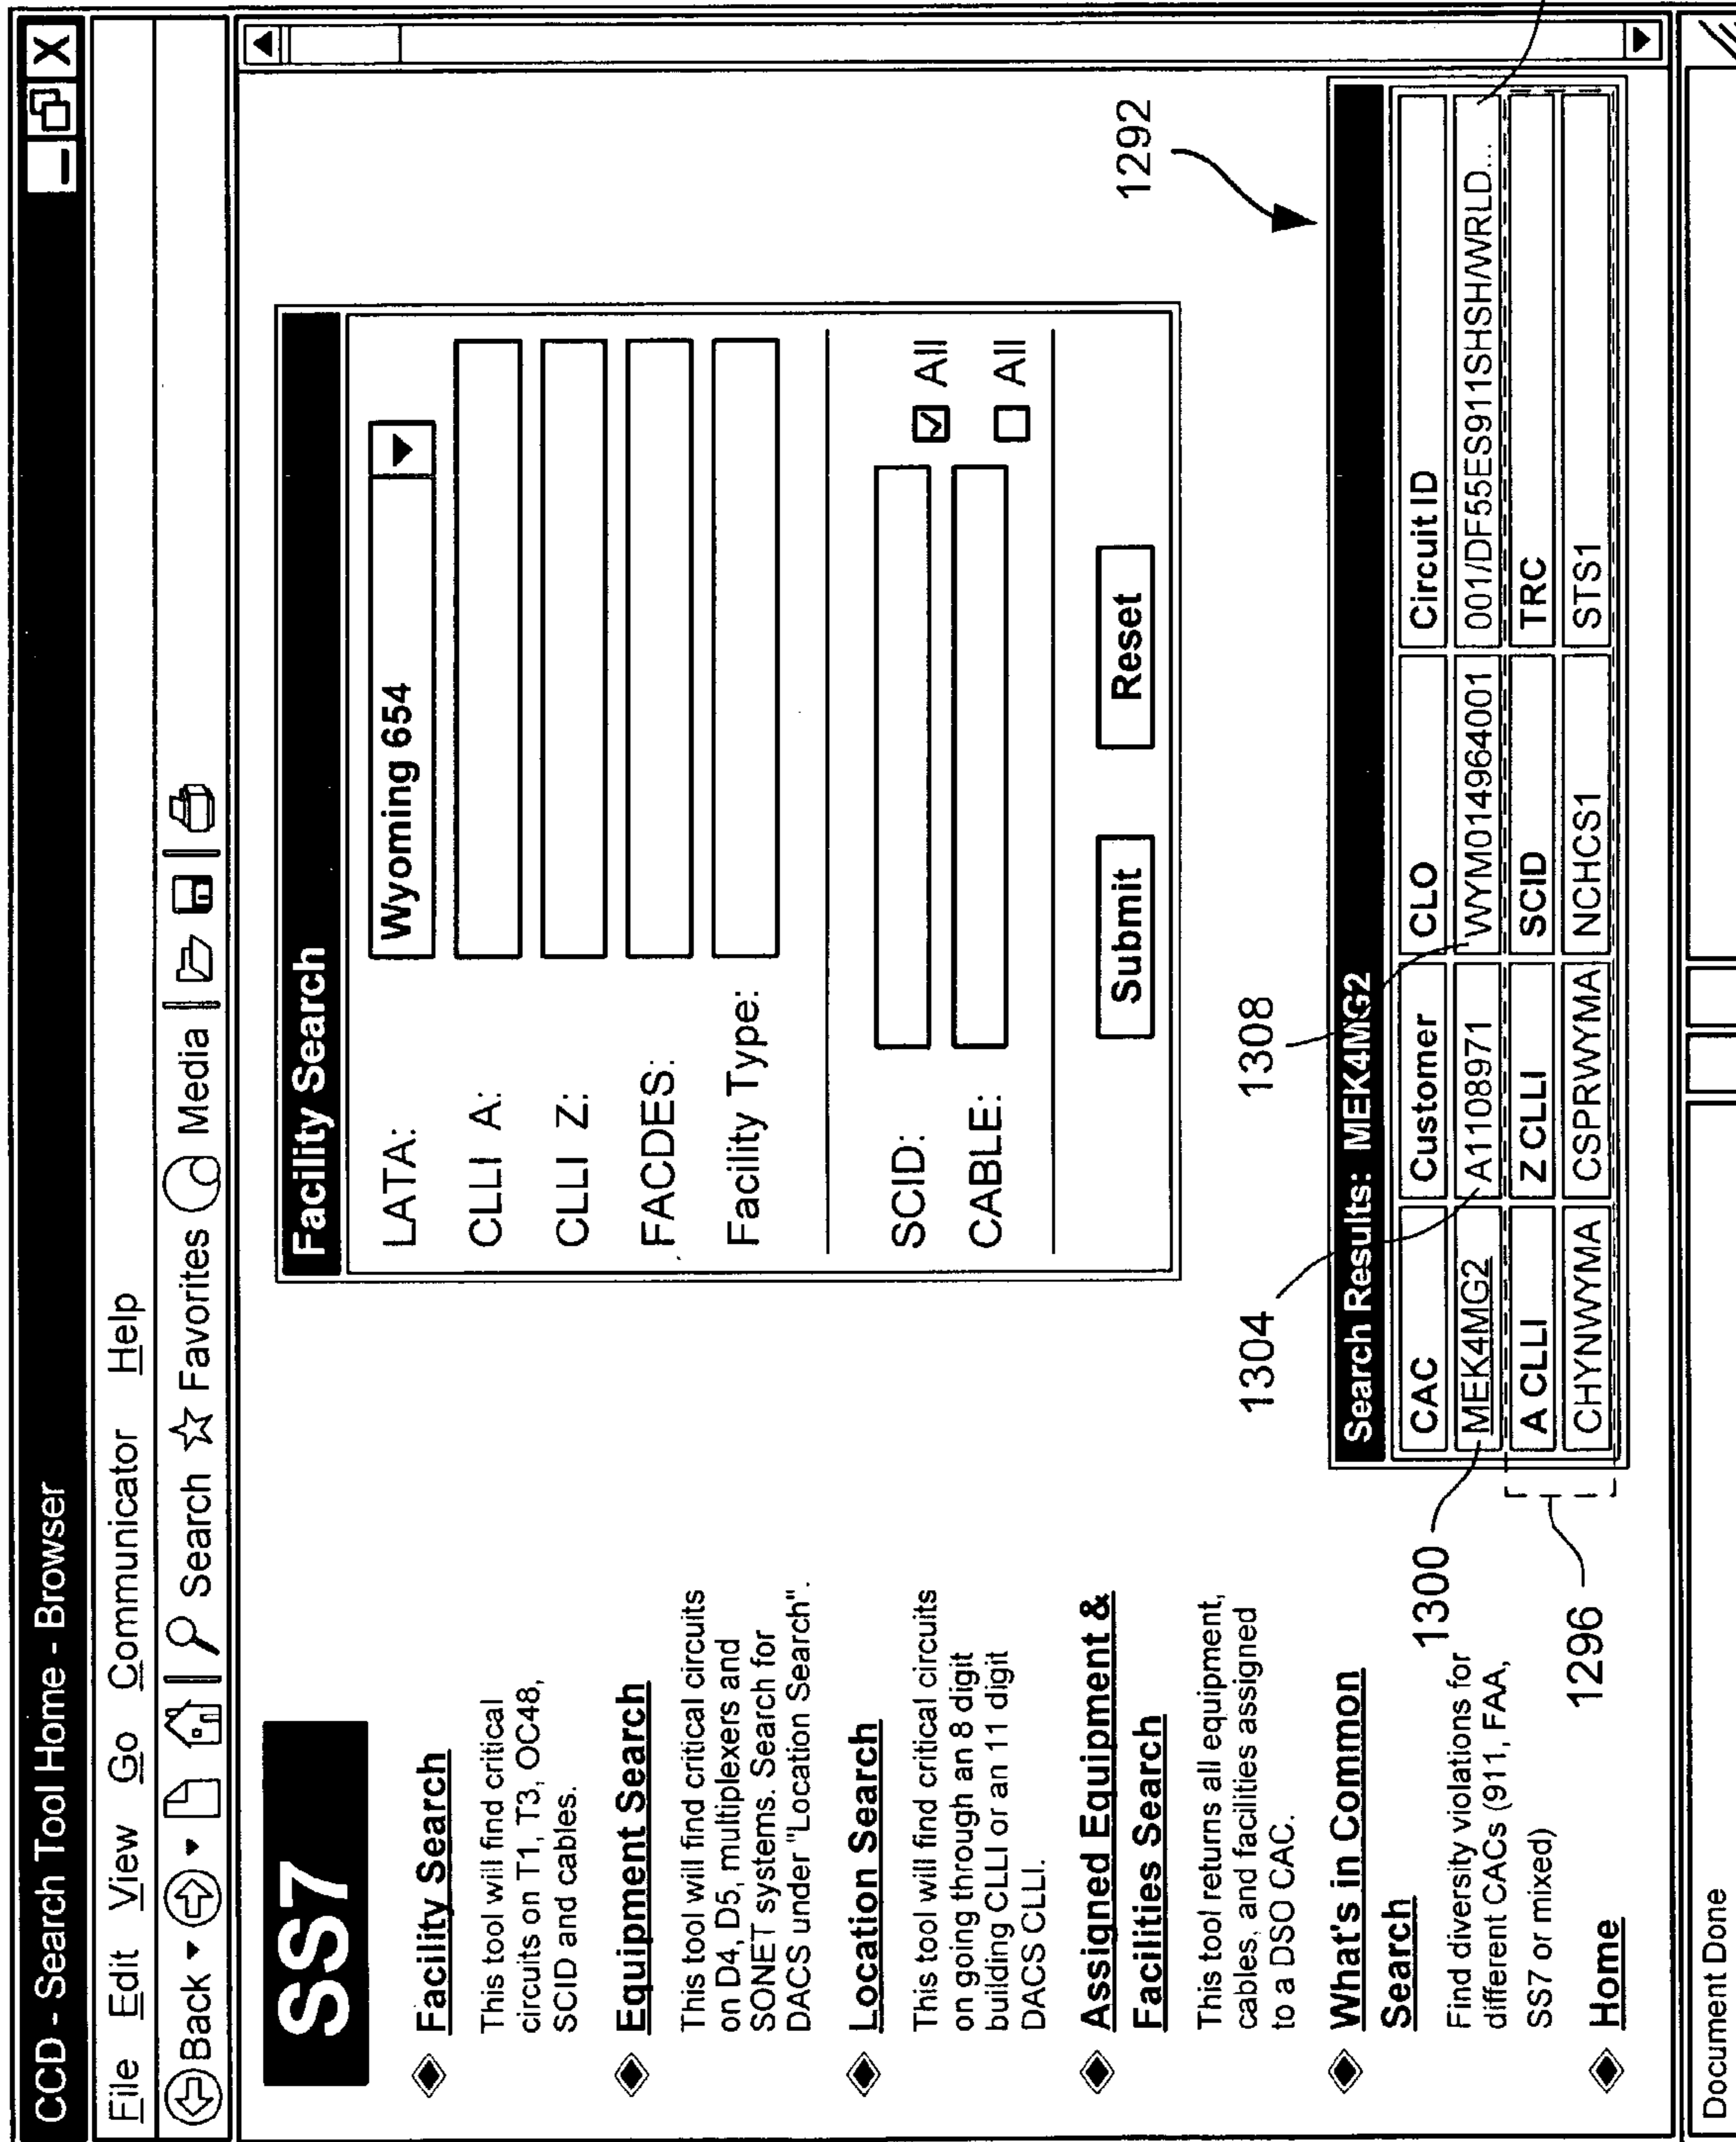 CCD - Search Tool Home - Browser
File Edit View Go Communicator Help
Back Search Favorites Media
SS7
Facility Search
This tool will find critical
circuits on T1, T3, OC48,
SCID and cables.
Equipment Search
This tool will find critical circuits
on D4, D5, multiplexers and
SONET systems. Search for
DACS under "Location Search".
Location Search
This tool will find critical circuits
on going through an 8 digit
building CLLI or an 11 digit
DACS CLLI.
Assigned Equipment &
Facilities Search
This tool returns all equipment,
cables, and facilities assigned
to a DSO CAC.
What's in Common
Search
Find diversity violations for
different CACs (911, FAA,
SS7 or mixed)
Home
Facility Search
LATA: Wyoming 654
CLLI A:
CLLI Z:
FACDES:
Facility Type:
SCID: All
CABLE: All
Submit Reset
1292
1304
1308
1300
1296
Search Results: MEK4MG2
CAC Customer CLO Circuit ID
MEK4MG2 A1108971 WYM014964001 001/DF55ES911SHSH/WRLD...
A CLLI Z CLLI SCID TRC
CHYNWYMA CSPRWYMA NCHCS1 STS1
Document Done